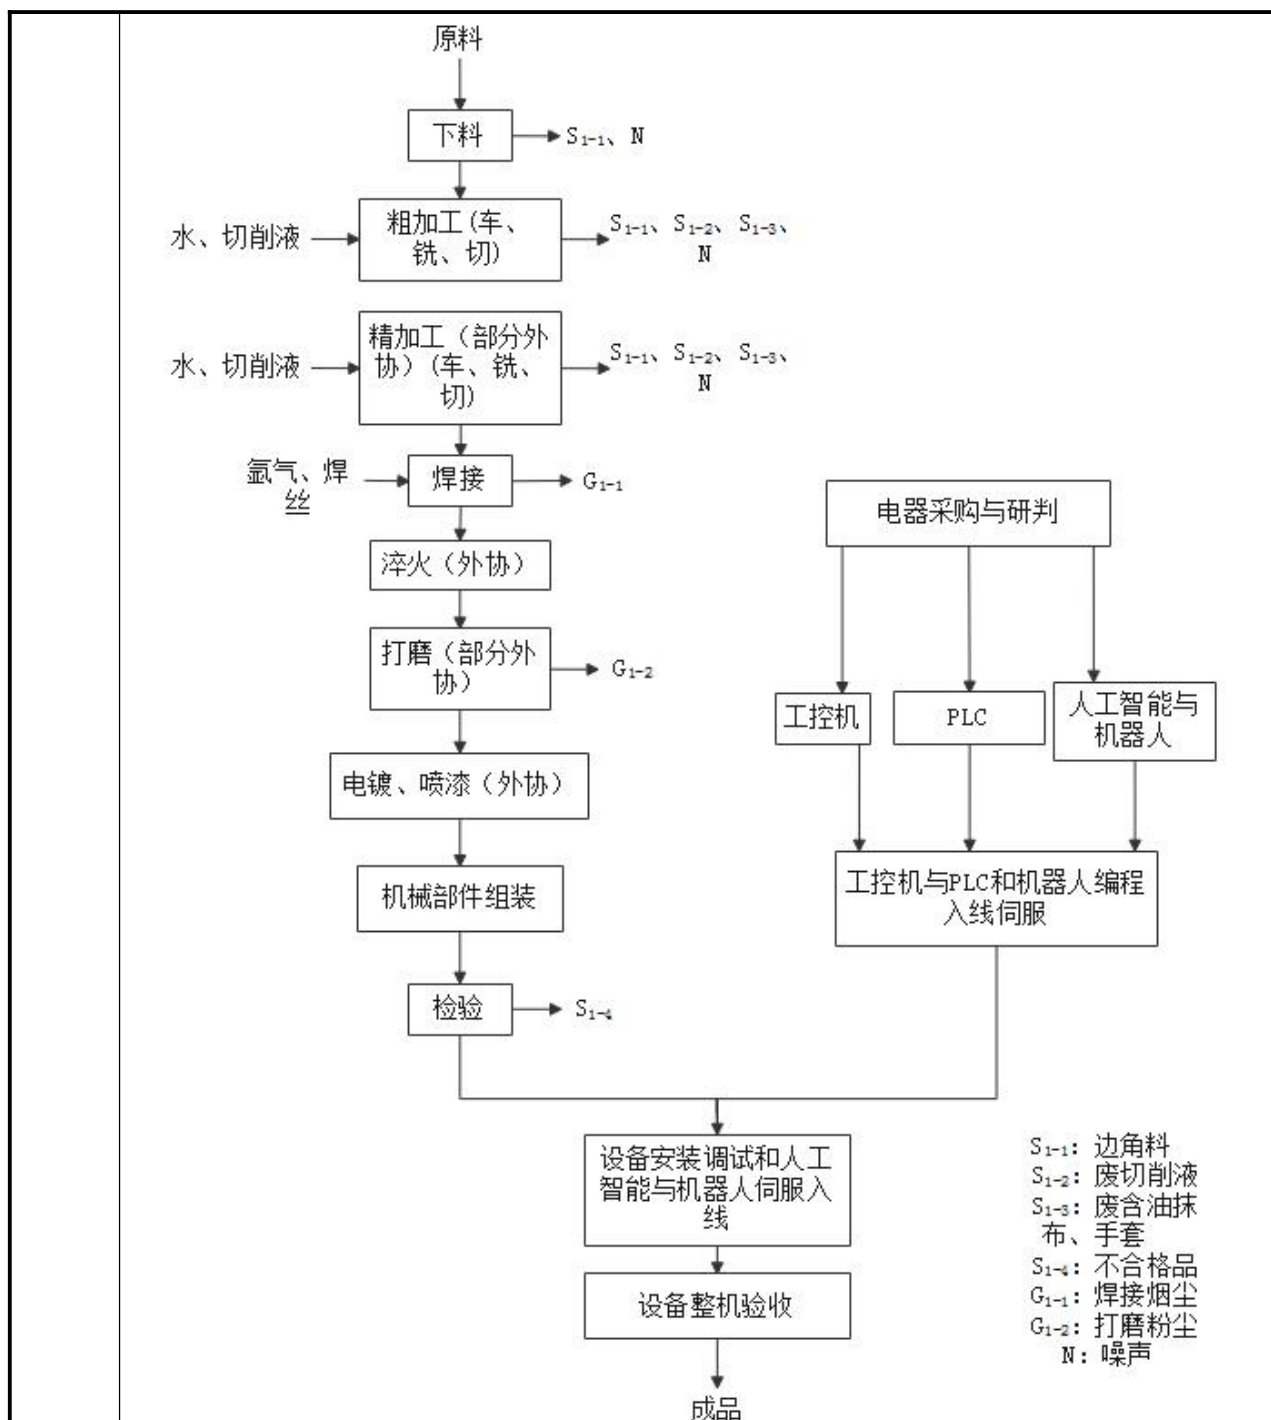 原料
下料
S₁₋₁、N
水、切削液
粗加工(车、
铣、切)
S₁₋₁、S₁₋₂、S₁₋₃、
N
水、切削液
精加工（部分外
协）(车、铣、
切)
S₁₋₁、S₁₋₂、S₁₋₃、
N
氩气、焊
丝
焊接
G₁₋₁
淬火（外协）
打磨（部分外
协）
G₁₋₂
电镀、喷漆（外协）
机械部件组装
检验
S₁₋₄
电器采购与研判
工控机
PLC
人工智能与
机器人
工控机与PLC和机器人编程
入线伺服
设备安装调试和人工
智能与机器人伺服入
线
设备整机验收
成品
S₁₋₁：边角料
S₁₋₂：废切削液
S₁₋₃：废含油抹
布、手套
S₁₋₄：不合格品
G₁₋₁：焊接烟尘
G₁₋₂：打磨粉尘
N：噪声